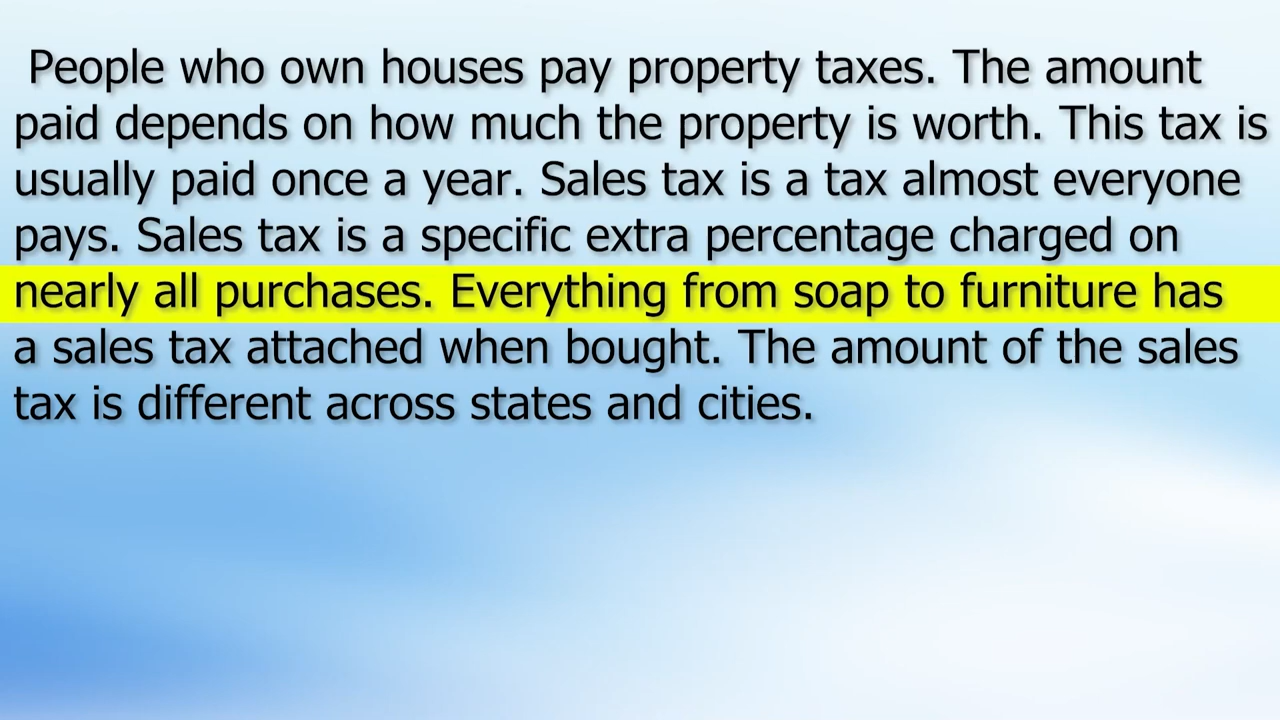 People who own houses pay property taxes. The amount
paid depends on how much the property is worth. This tax is
usually paid once a year. Sales tax is a tax almost everyone
pays. Sales tax is a specific extra percentage charged on
nearly all purchases. Everything from soap to furniture has
a sales tax attached when bought. The amount of the sales
tax is different across states and cities.